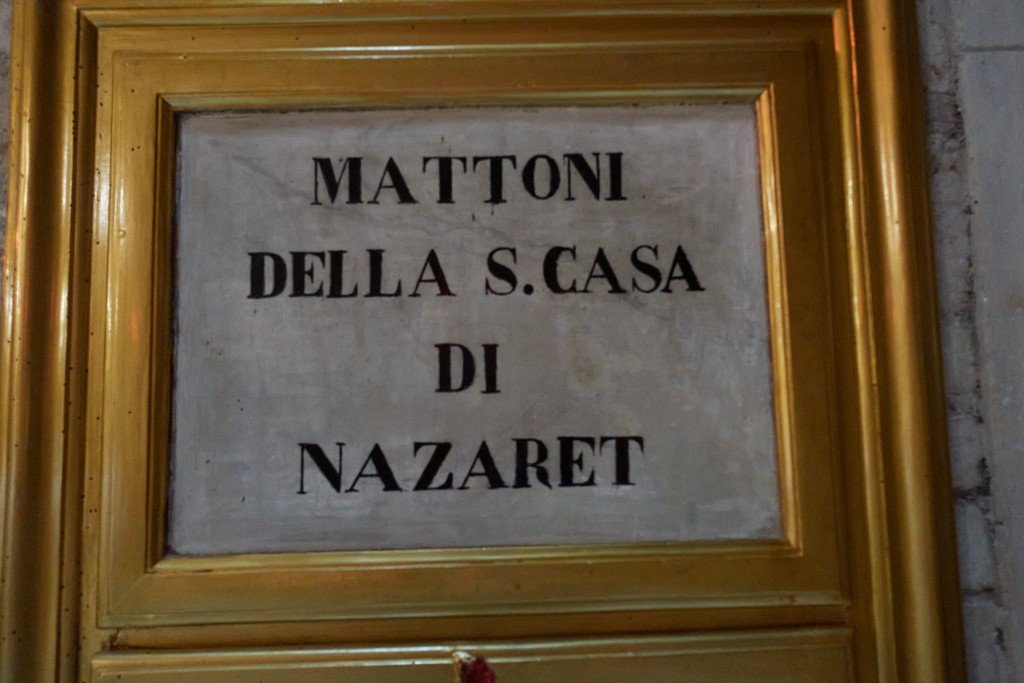 MATTONI
DELLA S. CASA
DI
NAZARET